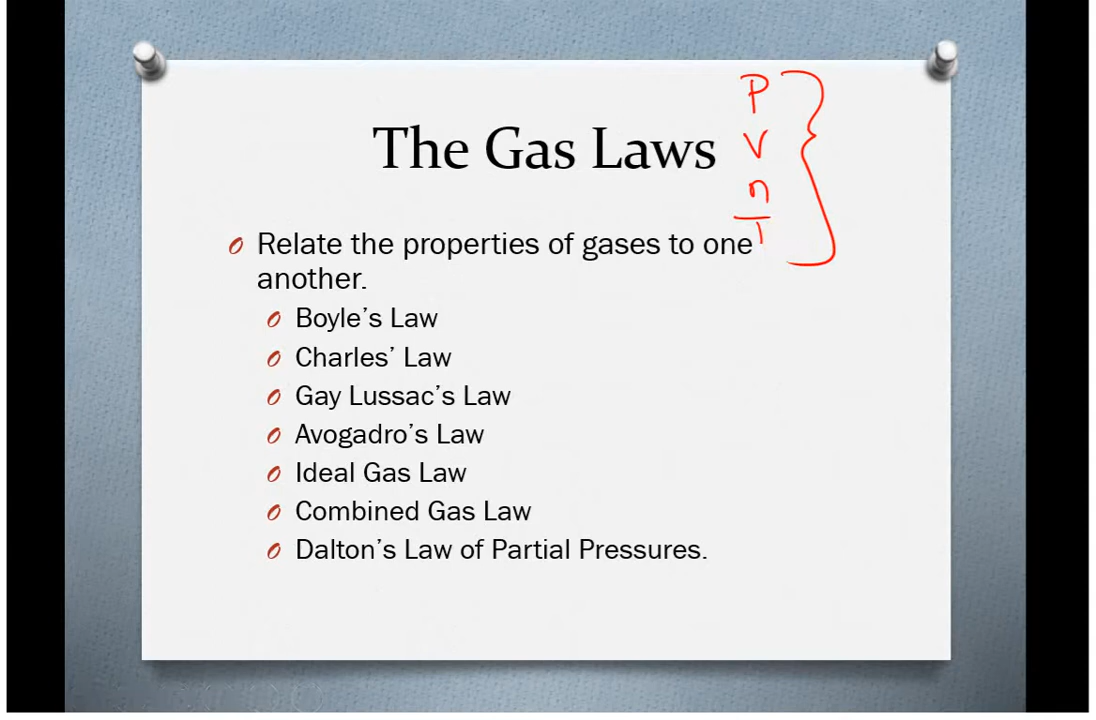 The Gas Laws
P
V
n
T
Relate the properties of gases to one
another.
Boyle's Law
Charles' Law
Gay Lussac's Law
Avogadro's Law
Ideal Gas Law
Combined Gas Law
Dalton's Law of Partial Pressures.